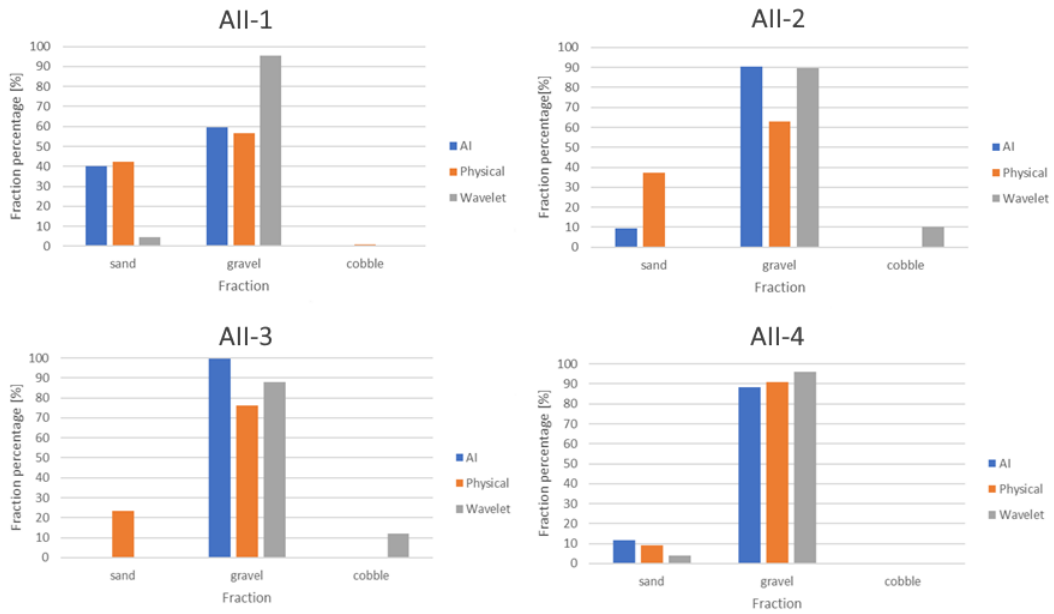 All-1
Fraction percentage [%]
100
90
80
70
60
50
40
30
20
10
0
sand gravel cobble
Fraction
AI
Physical
Wavelet
All-2
Fraction percentage[%]
100
90
80
70
60
50
40
30
20
10
0
sand gravel cobble
Fraction
AI
Physical
Wavelet
All-3
Fraction percentage [%]
100
90
80
70
60
50
40
30
20
10
0
sand gravel cobble
Fraction
AI
Physical
Wavelet
All-4
Fraction percentage [%]
100
90
80
70
60
50
40
30
20
10
0
sand gravel cobble
Fraction
AI
Physical
Wavelet